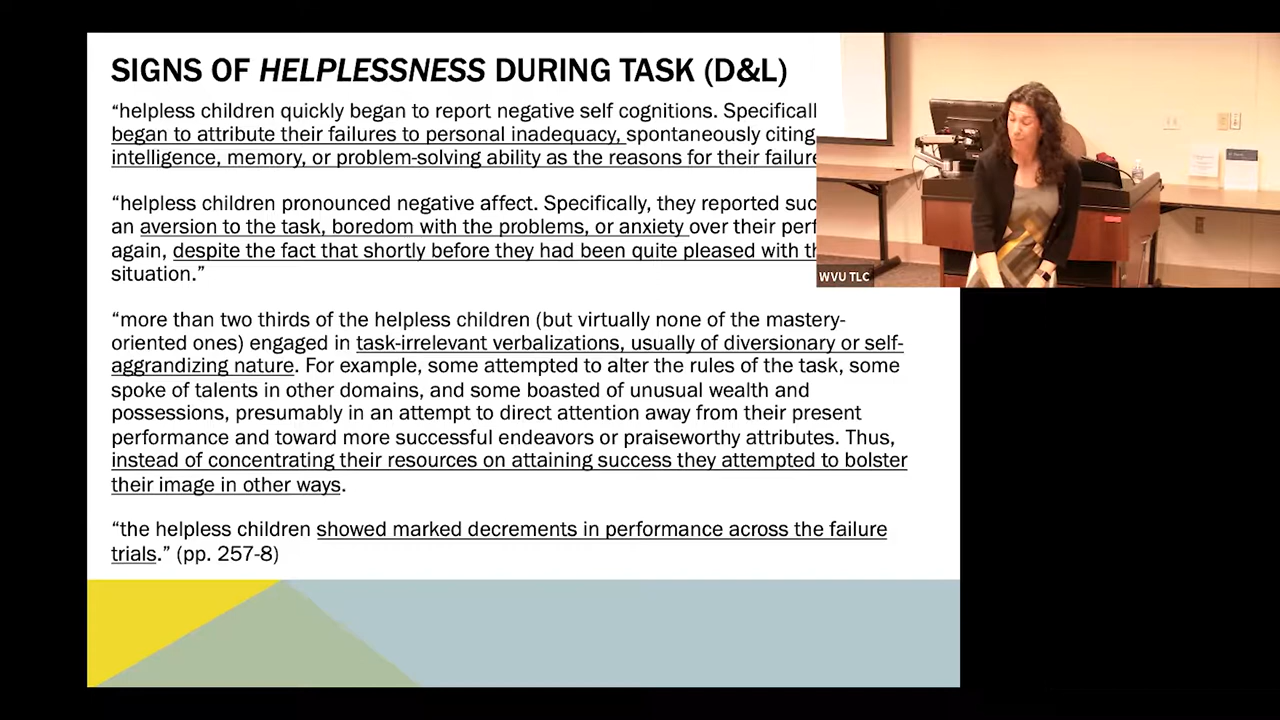 SIGNS OF HELPLESSNESS DURING TASK (D&L)
“helpless children quickly began to report negative self cognitions.
began to attribute their failures to personal inadequacy, spontaneously citing
intelligence, memory, or problem-solving ability as the reasons for their
“helpless children pronounced negative affect. Specifically, they reported
an aversion to the task, boredom with the problems, or anxiety over their
again, despite the fact that shortly before they had been quite pleased with
situation.”
“more than two thirds of the helpless children (but virtually none of the mastery-
oriented ones) engaged in task-irrelevant verbalizations, usually of diversionary or self-
aggrandizing nature. For example, some attempted to alter the rules of the task, some
spoke of talents in other domains, and some boasted of unusual wealth and
possessions, presumably in an attempt to direct attention away from their present
performance and toward more successful endeavors or praiseworthy attributes. Thus,
instead of concentrating their resources on attaining success they attempted to bolster
their image in other ways.
“the helpless children showed marked decrements in performance across the failure
trials.” (pp. 257-8)
WVU TLC